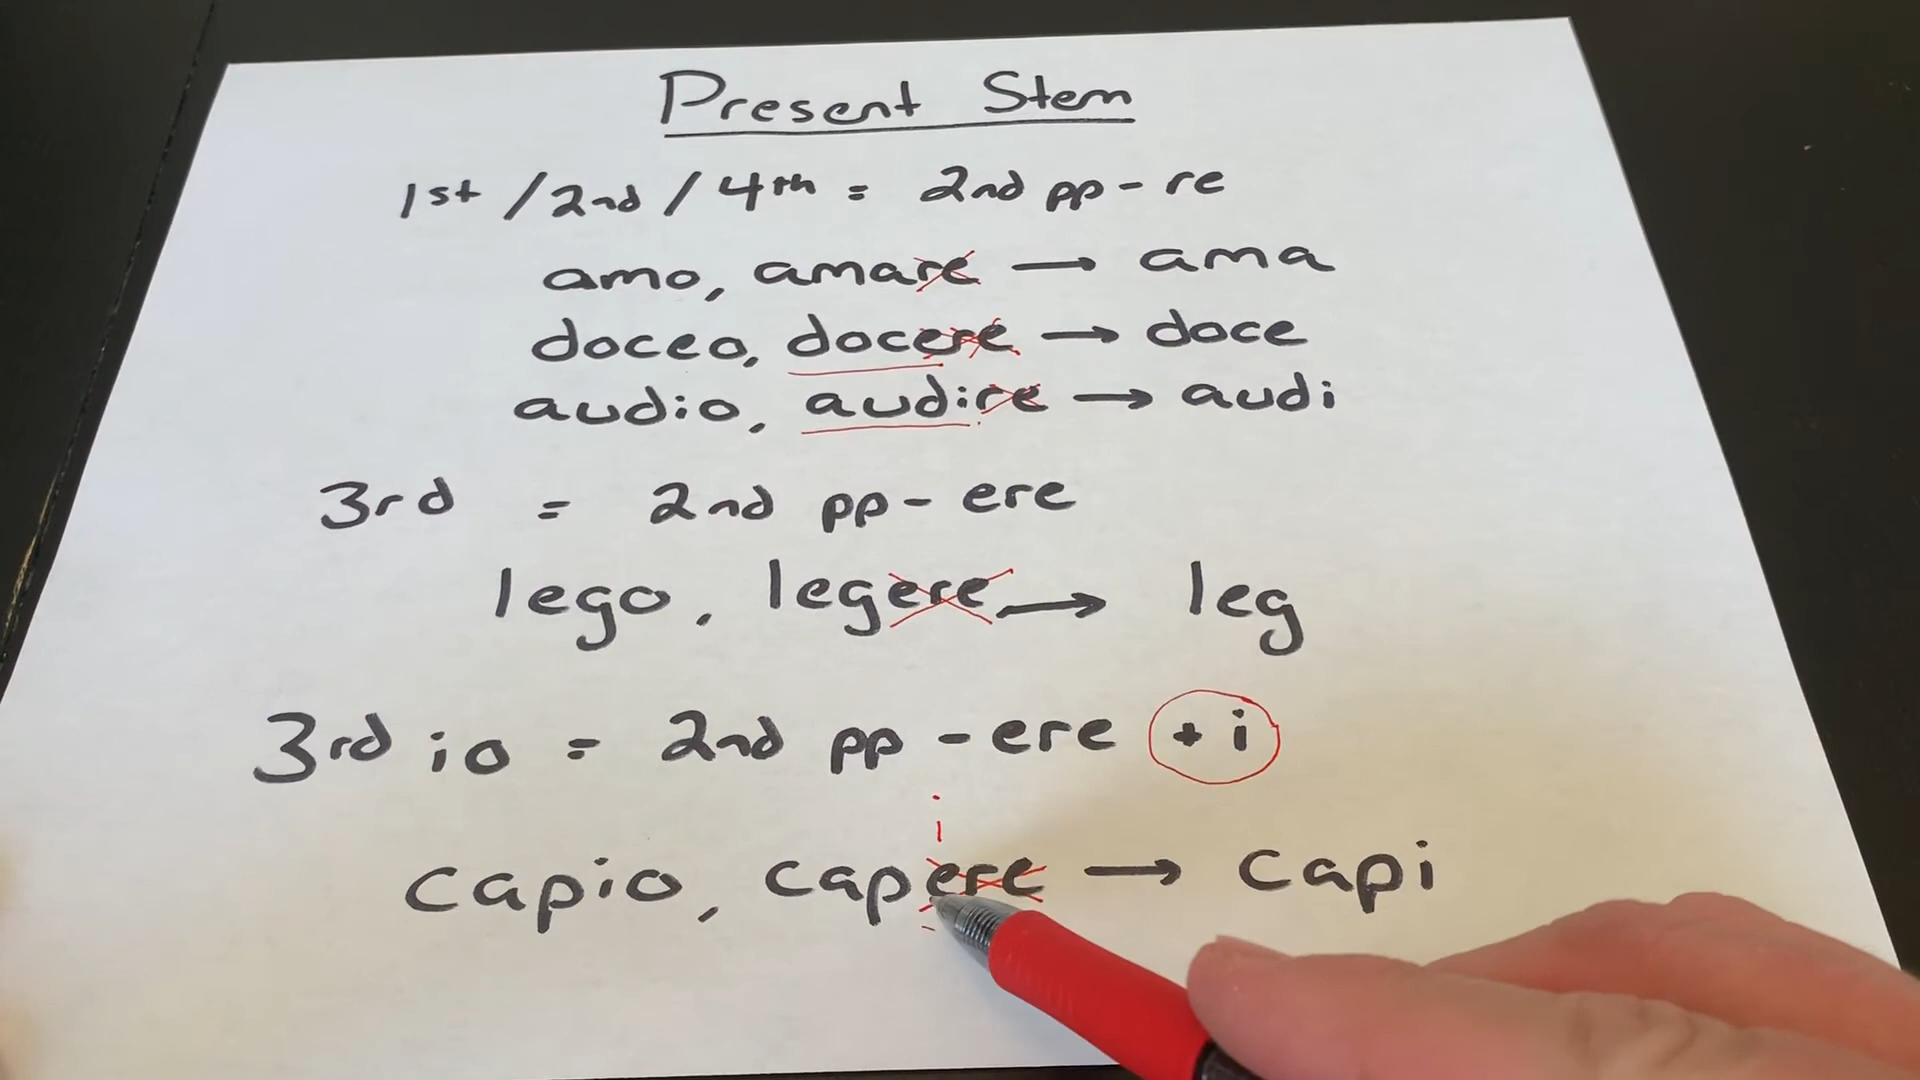 Present Stem
1st / 2nd / 4th = 2nd pp - re
amo, amare → ama
doceo, docere → doce
audio, audire → audi
3rd = 2nd pp - ere
lego, legere → leg
3rd io = 2nd pp - ere + i
i
capio, capere → capi